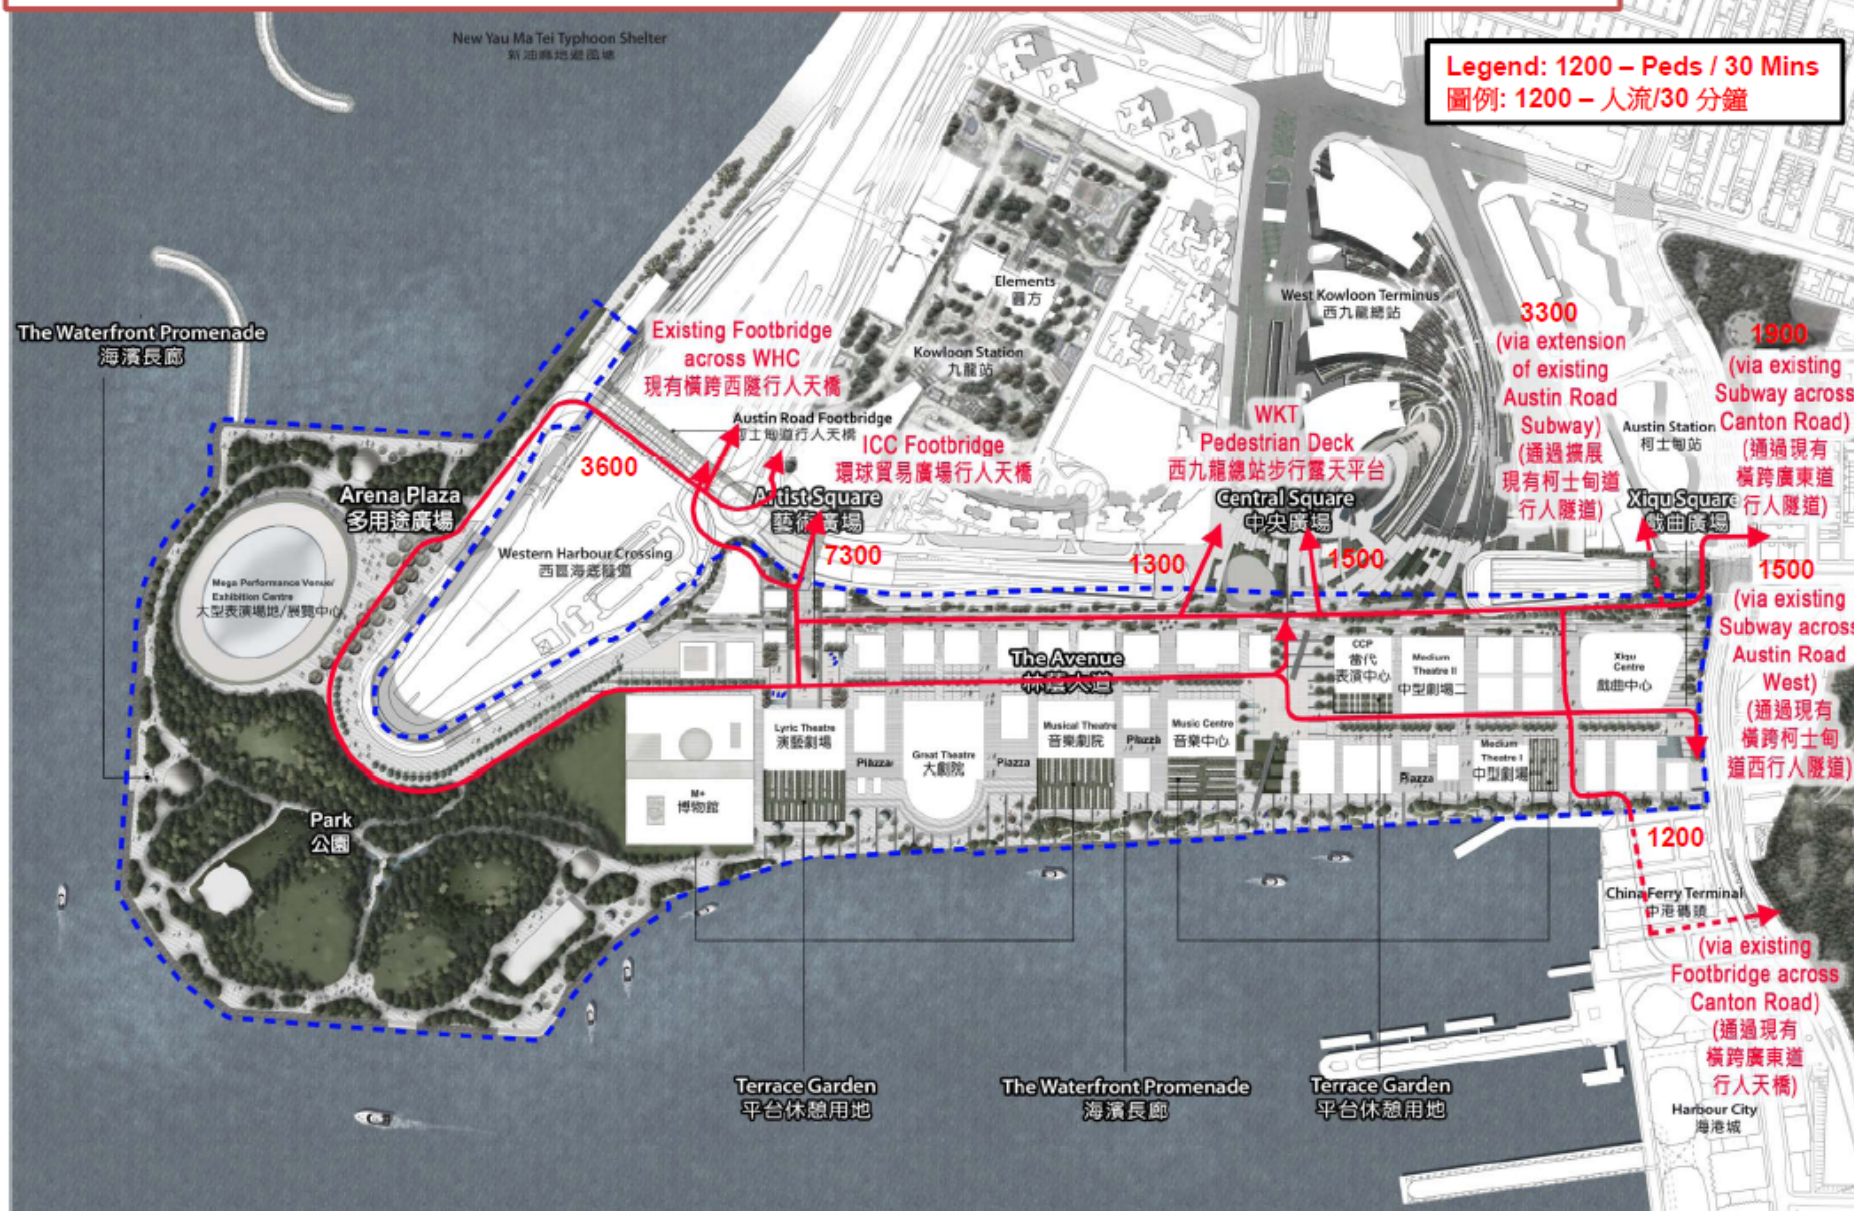 New Yau Ma Tei Typhoon Shelter
新油麻地避風塘
Legend: 1200 – Peds / 30 Mins
圖例: 1200 – 人流/30 分鐘
The Waterfront Promenade
海濱長廊
Existing Footbridge
across WHC
現有橫跨西隧行人天橋
Elements
圓方
Kowloon Station
九龍站
West Kowloon Terminus
西九龍總站
3300
(via extension
of existing
Austin Road
Subway)
(通過擴展
現有柯士甸道
行人隧道)
1900
(via existing
Subway across
Canton Road)
(通過現有
橫跨廣東道
行人隧道)
Austin Station
柯士甸站
Austin Road Footbridge
柯士甸道行人天橋
ICC Footbridge
環球貿易廣場行人天橋
WKT
Pedestrian Deck
西九龍總站步行露天平台
3600
Arena Plaza
多用途廣場
Artist Square
藝術廣場
Central Square
中央廣場
Xiqu Square
戲曲廣場
Western Harbour Crossing
西區海底隧道
7300
1300
1500
1500
(via existing
Subway across
Austin Road
West)
(通過現有
橫跨柯士甸
道西行人隧道)
Mega Performance Venue/
Exhibition Centre
大型表演場地/展覽中心
The Avenue
林蔭大道
CCP
當代
表演中心
Medium
Theatre II
中型劇場二
Xiqu
Centre
戲曲中心
Lyric Theatre
演藝劇場
Great Theatre
大劇院
Musical Theatre
音樂劇院
Music Centre
音樂中心
Medium
Theatre I
中型劇場一
Piazza
Piazza
Piazza
Piazza
M+
博物館
Park
公園
1200
China Ferry Terminal
中港碼頭
(via existing
Footbridge across
Canton Road)
(通過現有
橫跨廣東道
行人天橋)
Terrace Garden
平台休憩用地
The Waterfront Promenade
海濱長廊
Terrace Garden
平台休憩用地
Harbour City
海港城